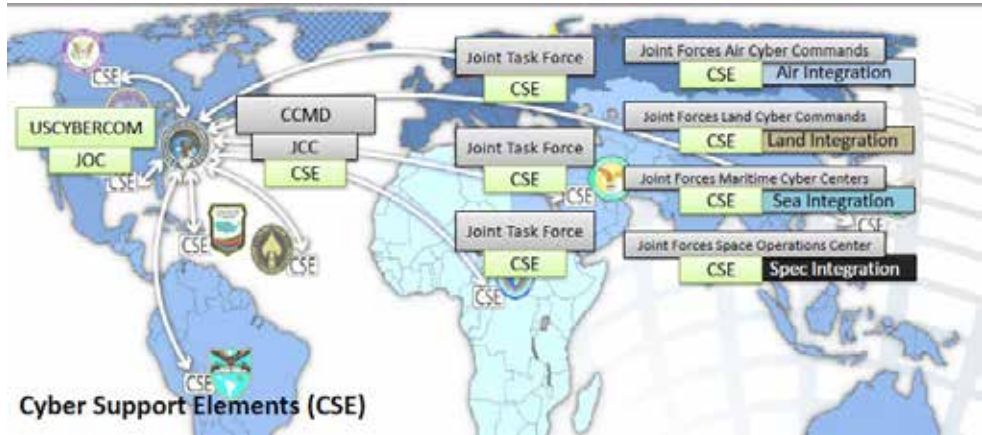 CSE
USCYBERCOM
JOC
CSE
CCMD
JCC
CSE
Joint Task Force
CSE
Joint Task Force
CSE
Joint Task Force
CSE
Joint Forces Air Cyber Commands
CSE
Air Integration
Joint Forces Land Cyber Commands
CSE
Land Integration
Joint Forces Maritime Cyber Centers
CSE
Sea Integration
Joint Forces Space Operations Center
CSE
Spec Integration
CSE
CSE
CSE
CSE
CSE
CSE
Cyber Support Elements (CSE)